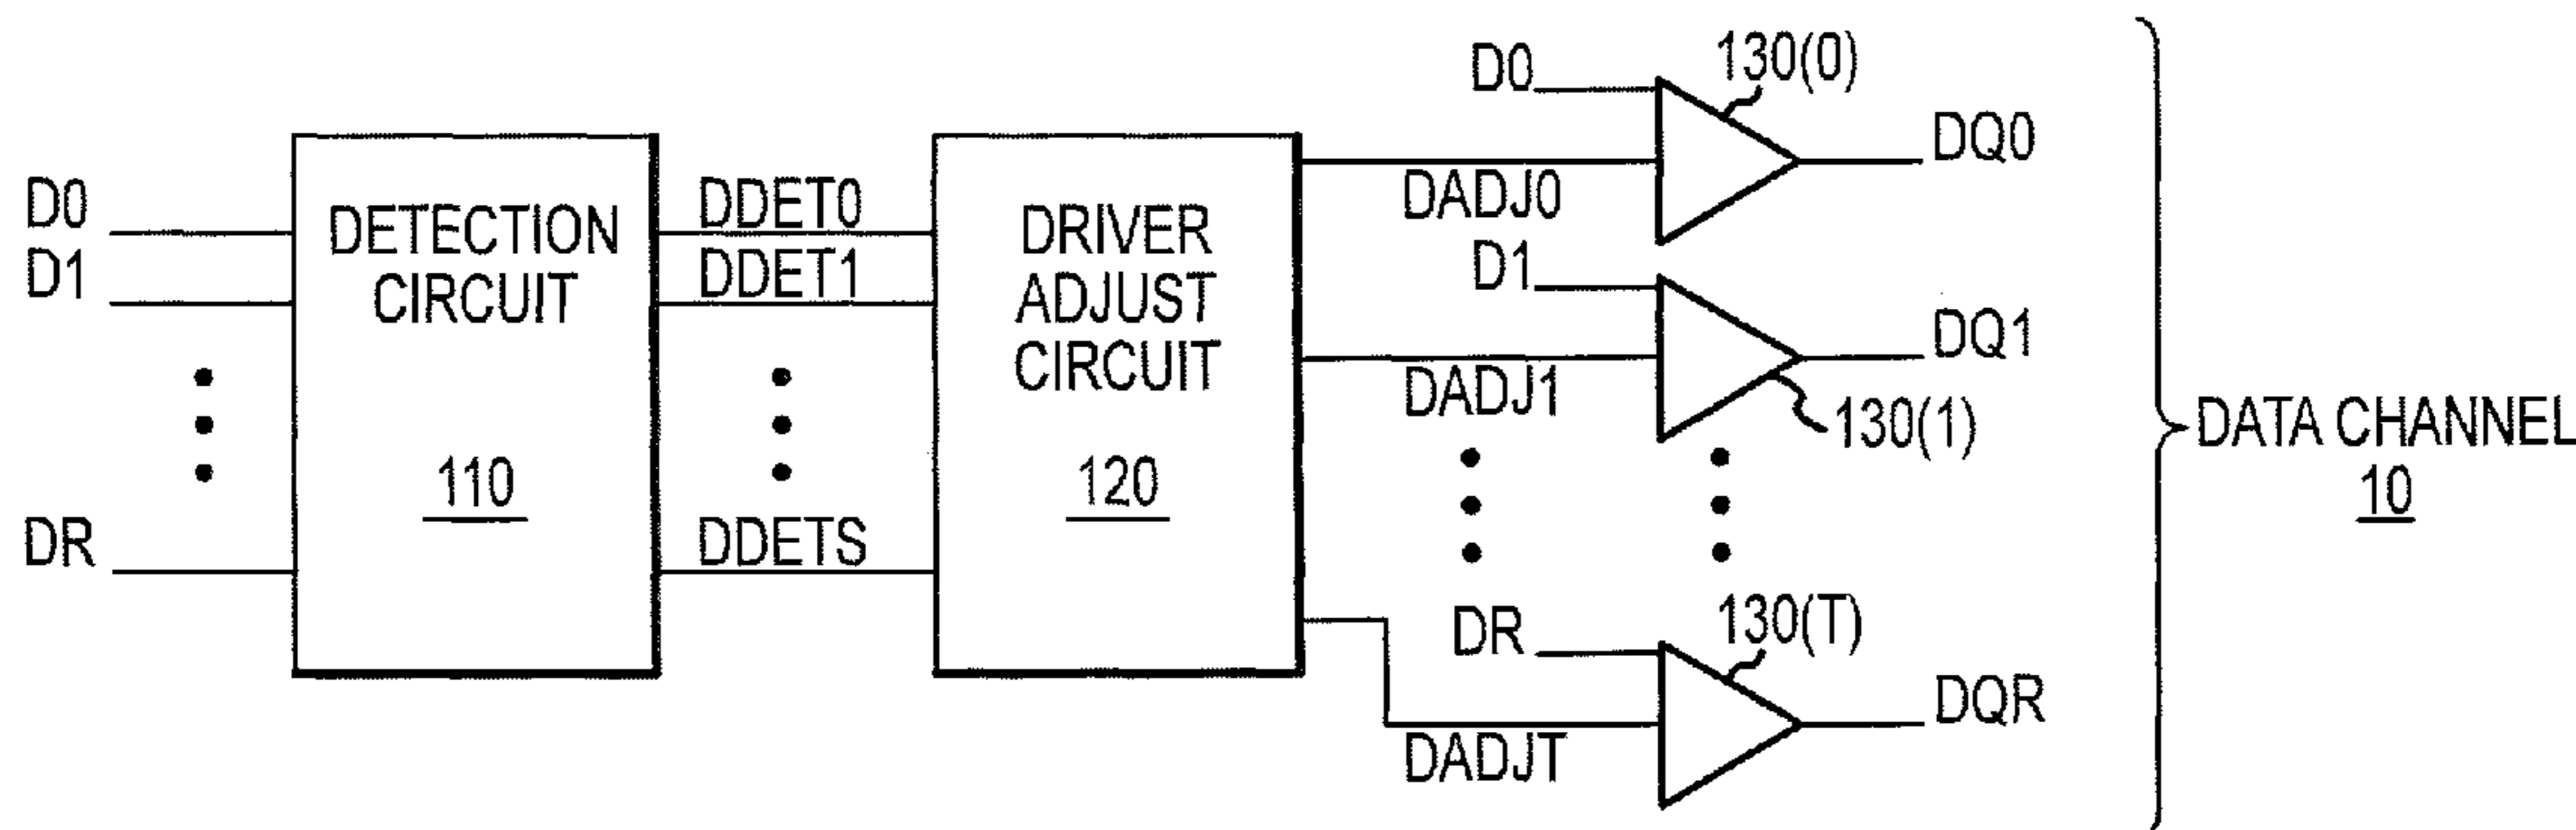 D0
D1
DR
DETECTION
CIRCUIT
110
DDET0
DDET1
DDETS
DRIVER
ADJUST
CIRCUIT
120
D0
130(0)
DQ0
DADJ0
D1
DQ1
DADJ1
130(1)
DR
130(T)
DQR
DADJT
DATA CHANNEL
10